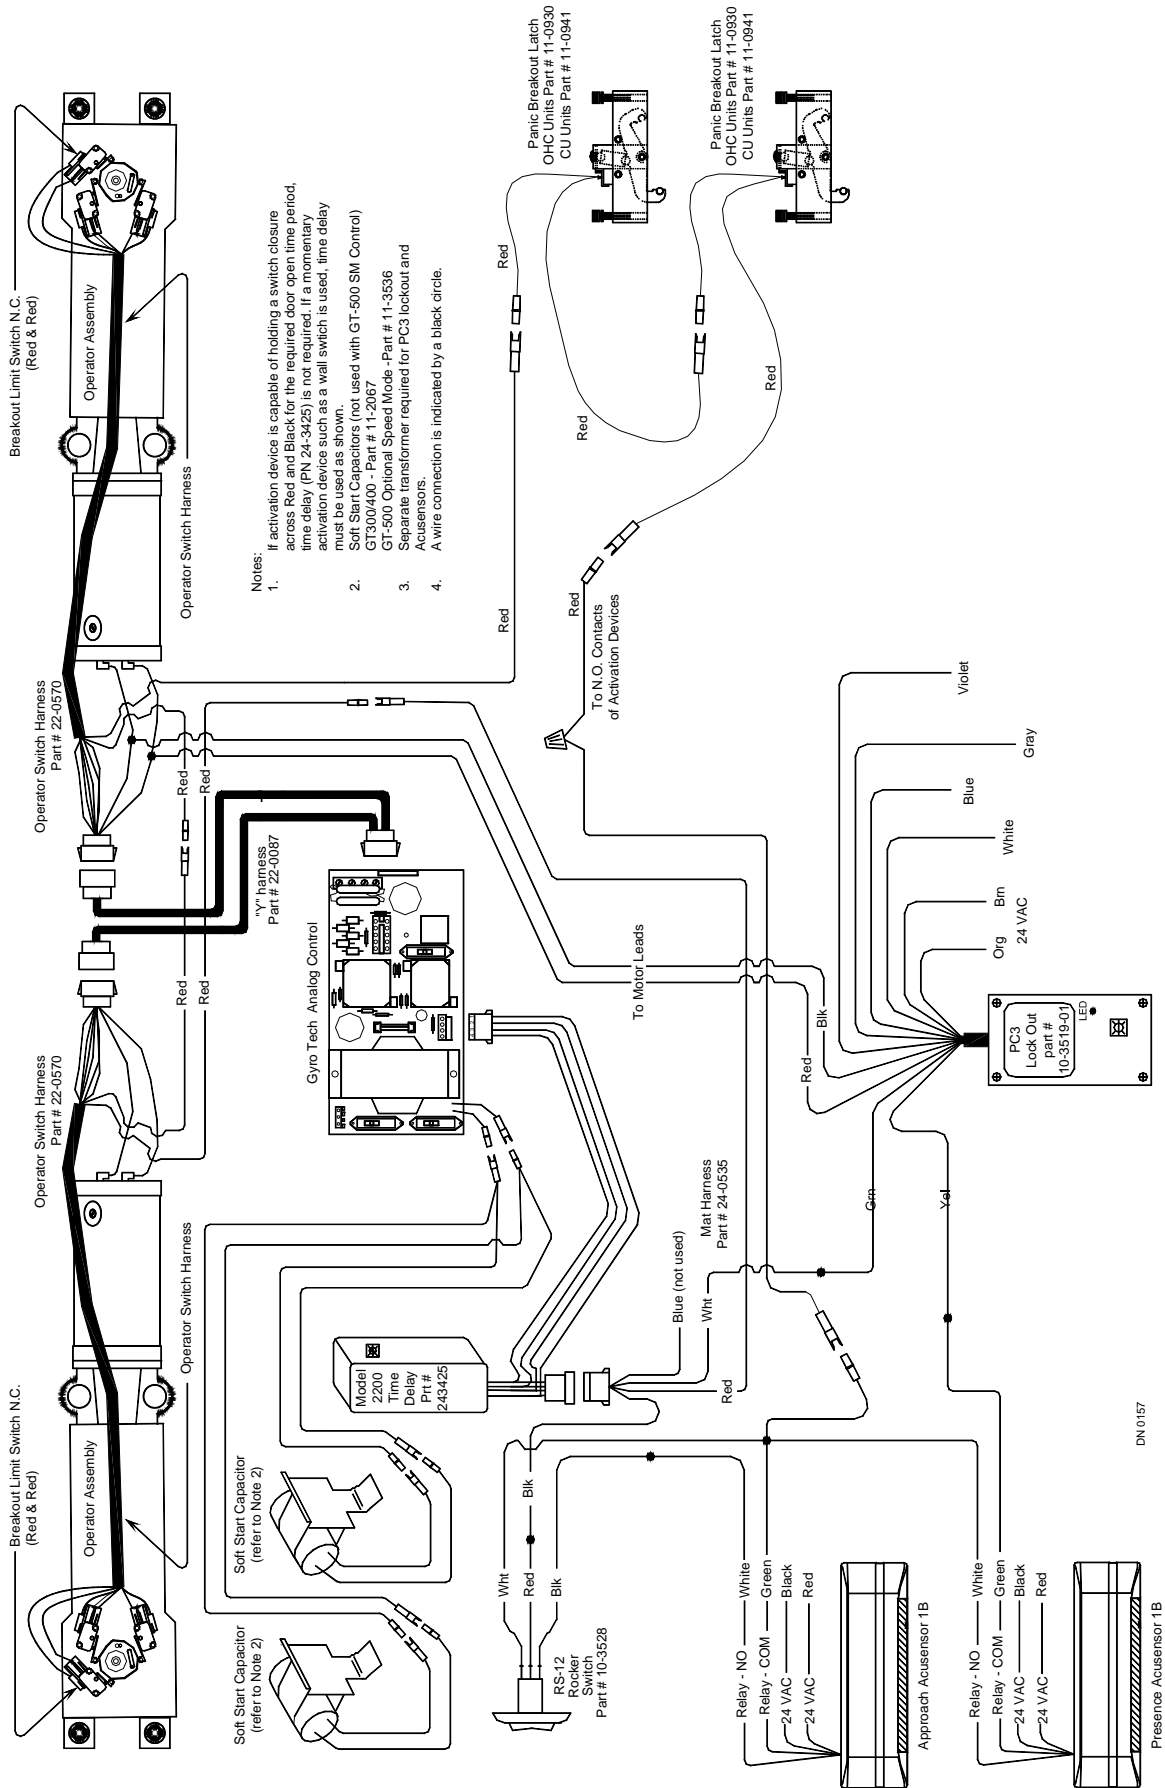 Breakout Limit Switch N.C.
(Red & Red)
Operator Assembly
Operator Switch Harness
Operator Switch Harness
Part # 22-0570
Red
Red
"Y" harness
Part # 22-0087
Red
Red
Operator Switch Harness
Part # 22-0570
Operator Switch Harness
Operator Assembly
Breakout Limit Switch N.C.
(Red & Red)
Notes:
1. If activation device is capable of holding a switch closure
across Red and Black for the required door open time period,
time delay (PN 24-3425) is not required. If a momentary
activation device such as a wall swtich is used, time delay
must be used as shown.
2. Soft Start Capacitors (not used with GT-500 SM Control)
GT300/400 - Part # 11-2067
GT-500 Optional Speed Mode -Part # 11-3536
3. Separate transformer required for PC3 lockout and
Acusensors.
4. A wire connection is indicated by a black circle.
Panic Breakout Latch
OHC Units Part # 11-0930
CU Units Part # 11-0941
Panic Breakout Latch
OHC Units Part # 11-0930
CU Units Part # 11-0941
Red
Red
Red
Red
Red
To N.O. Contacts
of Activation Devices
Gyro Tech Analog Control
To Motor Leads
Soft Start Capacitor
(refer to Note 2)
Soft Start Capacitor
(refer to Note 2)
Model
2200
Time
Delay
Prt #
243425
Blue (not used)
Mat Harness
Part # 24-0535
Wht
Red
Wht
Red
Blk
Blk
RS-12
Rocker
Switch
Part # 10-3528
Relay - NO
White
Relay - COM
Green
24 VAC
Black
24 VAC
Red
Approach Acusensor 1B
Relay - NO
White
Relay - COM
Green
24 VAC
Black
24 VAC
Red
Presence Acusensor 1B
Grn
Yel
Red
Blk
Org
Brn
24 VAC
White
Blue
Gray
Violet
PC3
Lock Out
part #
10-3519-01
LED
DN 0157